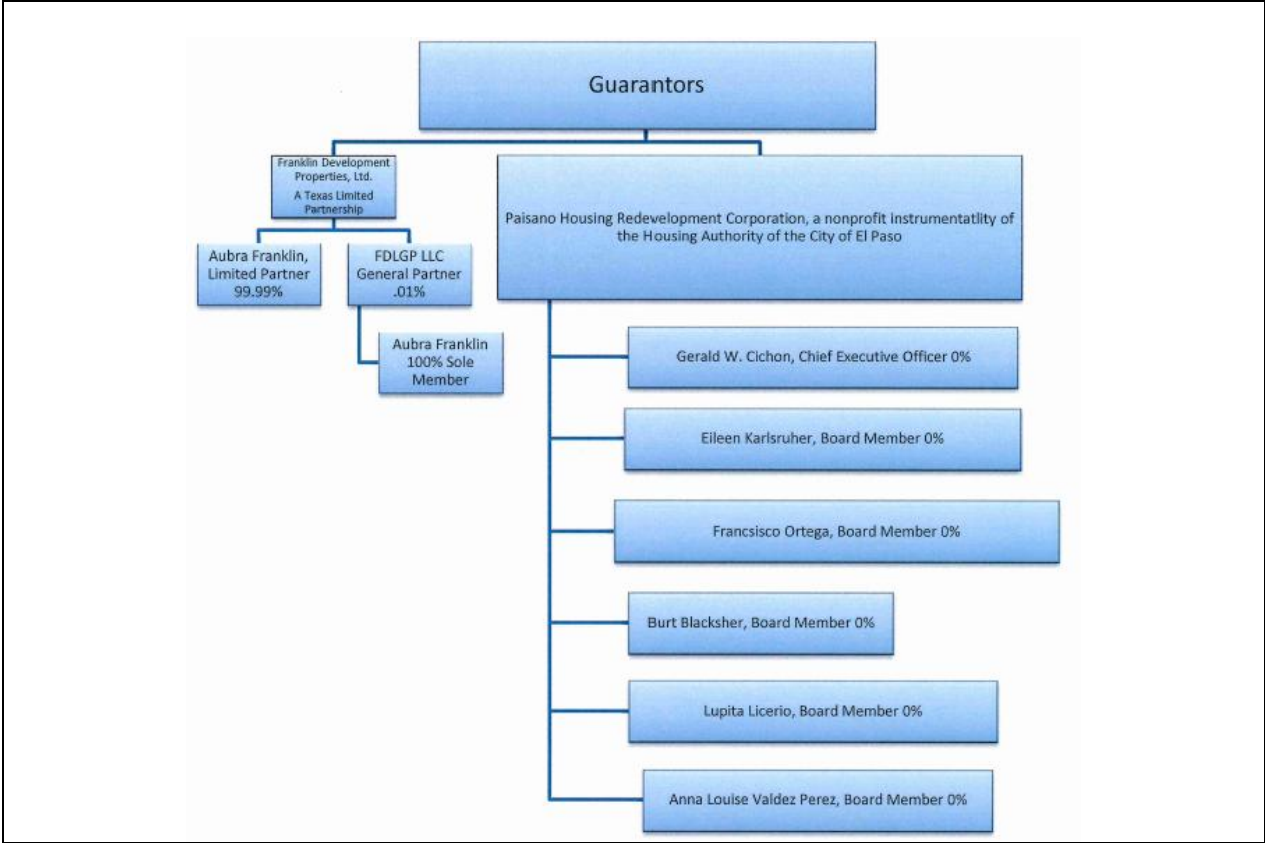 Guarantors
Franklin Development
Properties, Ltd.
A Texas Limited
Partnership
Aubra Franklin,
Limited Partner
99.99%
FDLGP LLC
General Partner
.01%
Aubra Franklin
100% Sole
Member
Paisano Housing Redevelopment Corporation, a nonprofit instrumentatlity of
the Housing Authority of the City of El Paso
Gerald W. Cichon, Chief Executive Officer 0%
Eileen Karlsruher, Board Member 0%
Francsisco Ortega, Board Member 0%
Burt Blacksher, Board Member 0%
Lupita Licerio, Board Member 0%
Anna Louise Valdez Perez, Board Member 0%